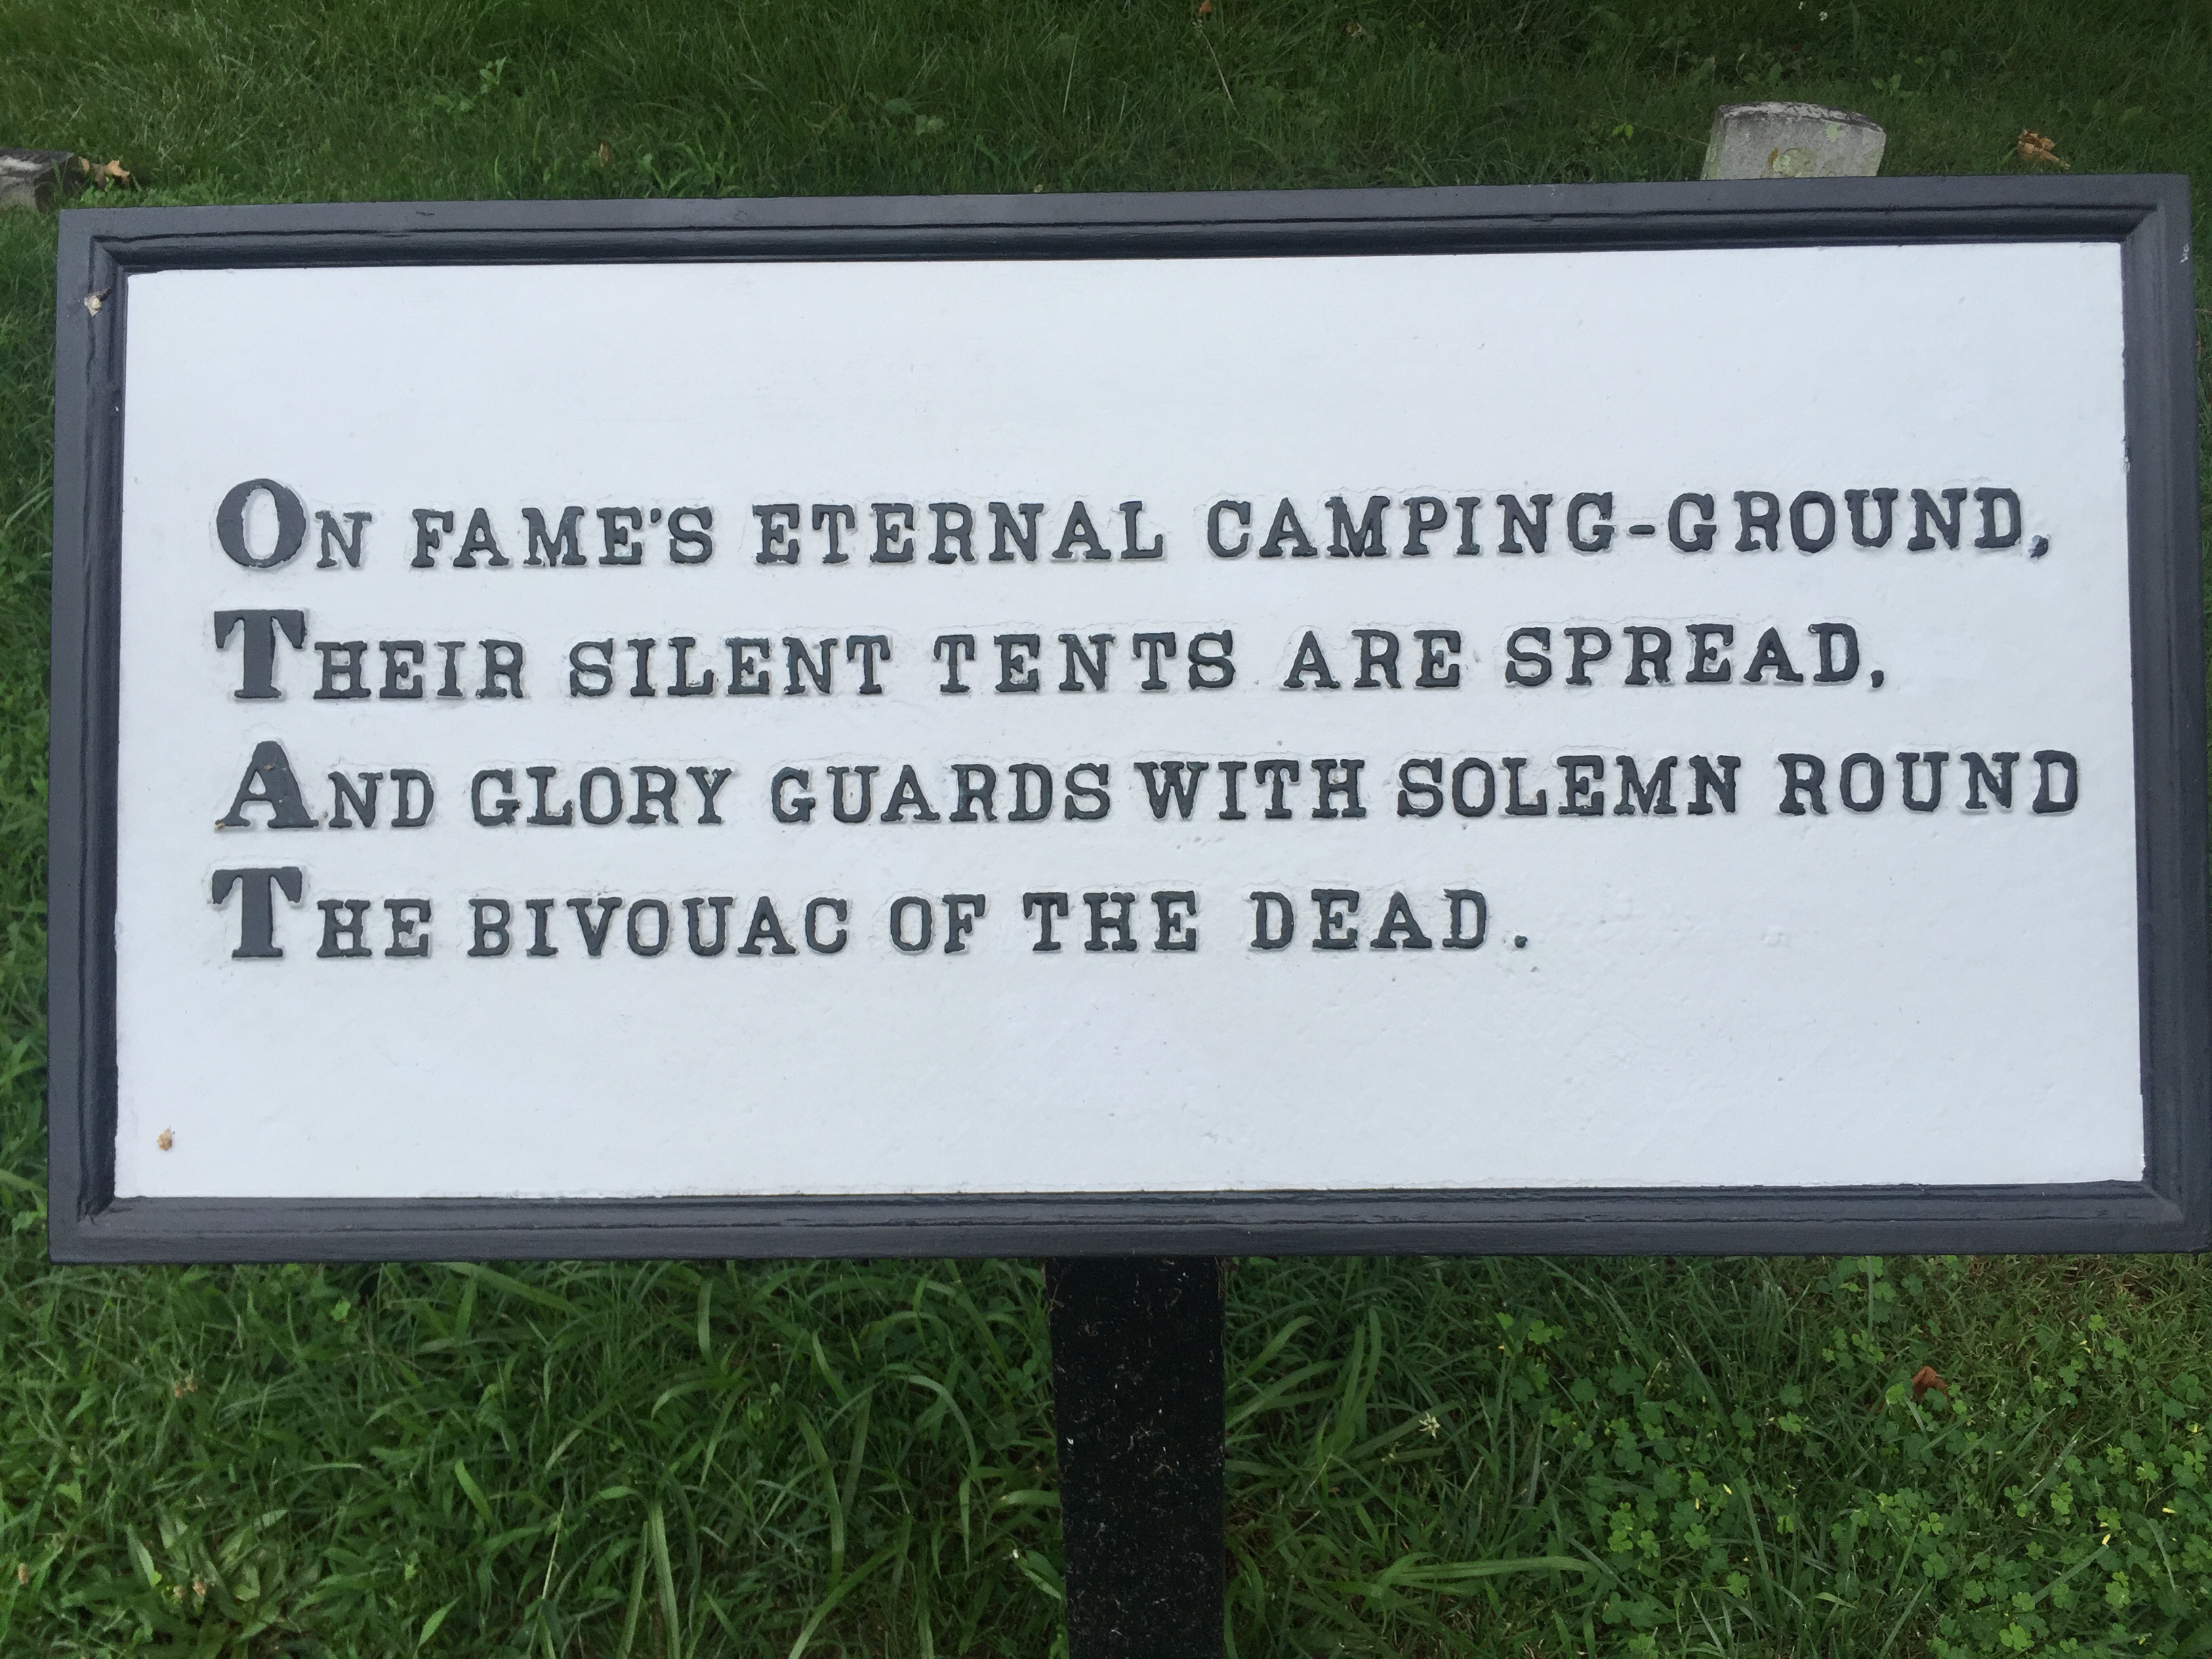 ON FAME'S ETERNAL CAMPING-GROUND,
THEIR SILENT TENTS ARE SPREAD,
AND GLORY GUARDS WITH SOLEMN ROUND
THE BIVOUAC OF THE DEAD.